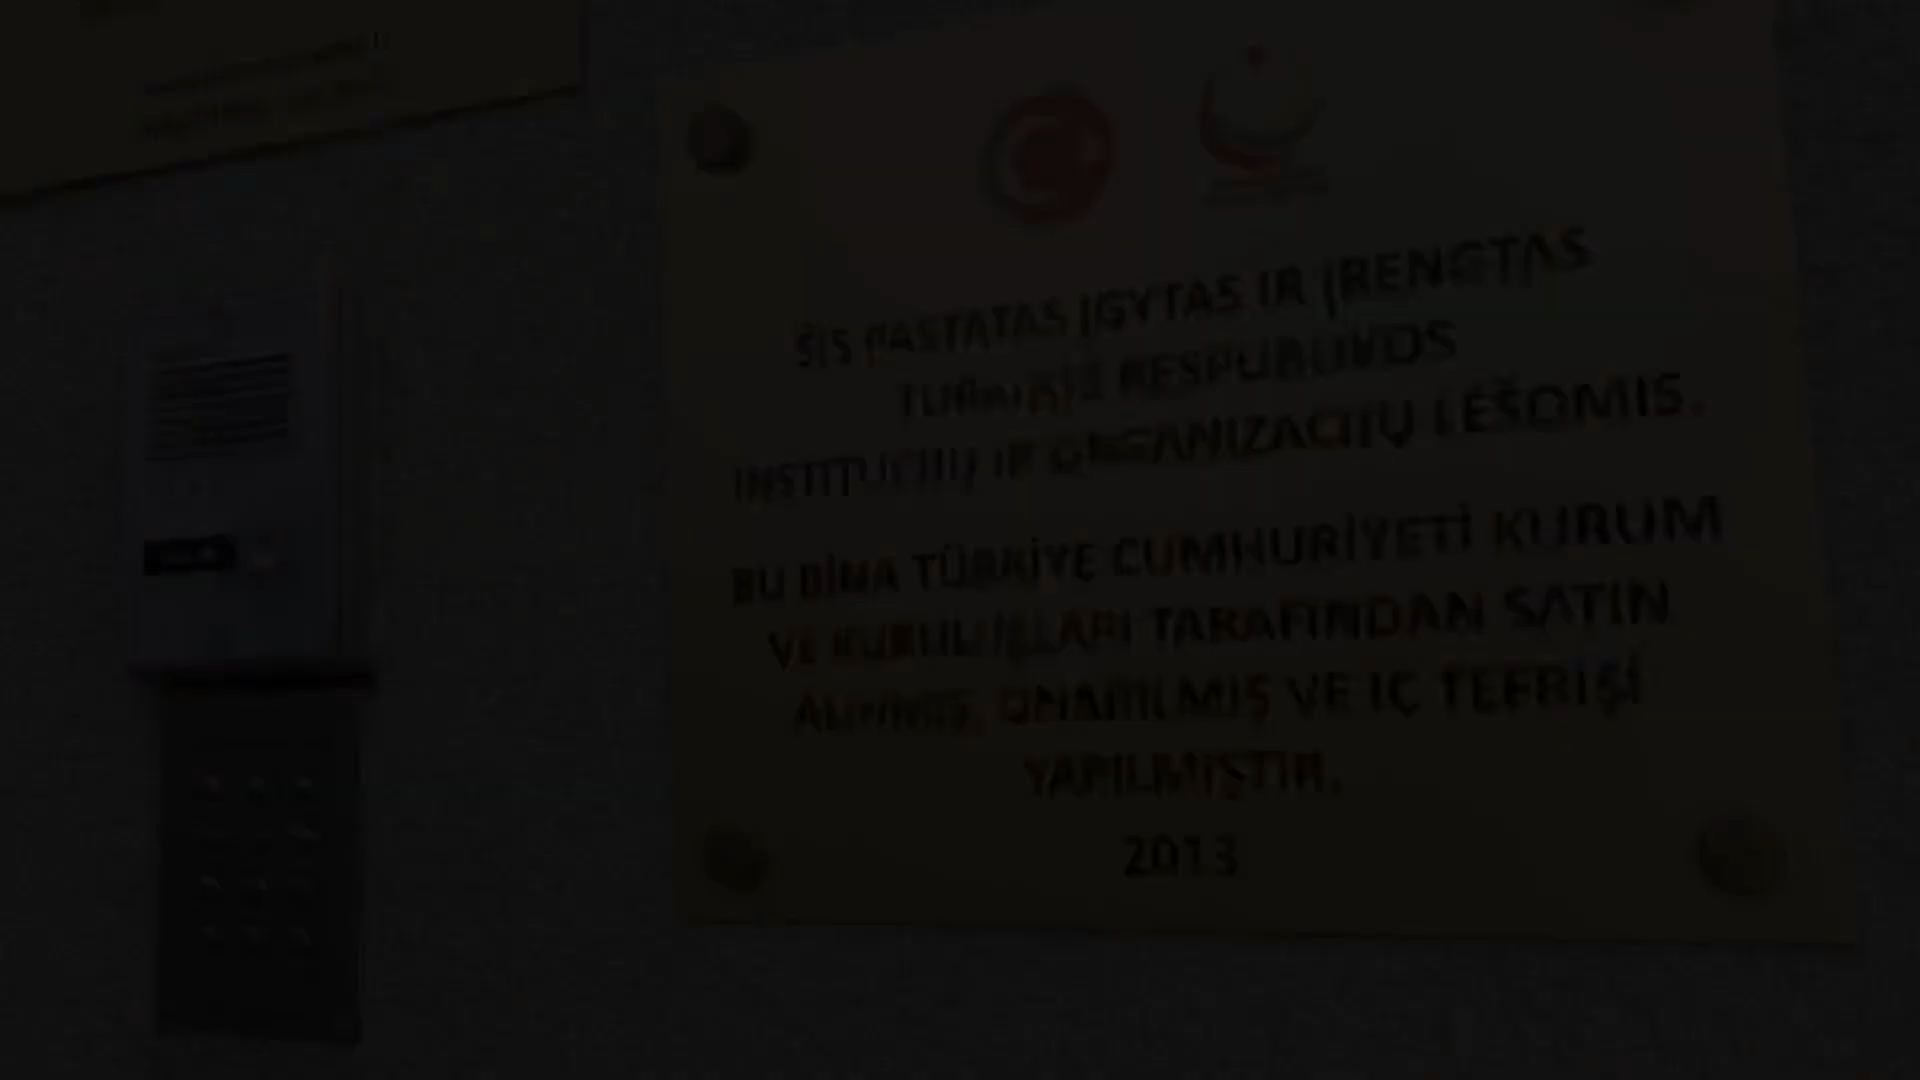 ŠIS PASTATAS ĮGYTAS IR ĮRENGTAS
TURKIJOS RESPUBLIKOS
INSTITUCIJŲ IR ORGANIZACIJŲ LĖŠOMIS.
BU BİNA TÜRKİYE CUMHURİYETİ KURUM
VE KURULUŞLARI TARAFINDAN SATIN
ALINMIŞ, ONARILMIŞ VE İÇ TEFRİŞİ
YAPILMIŞTIR.
2013